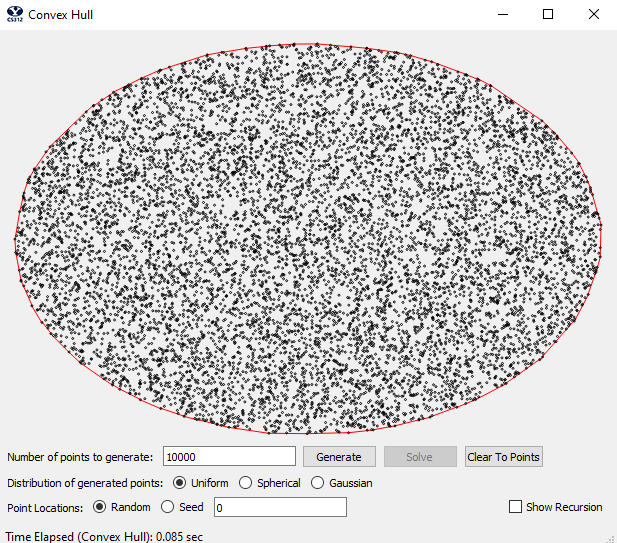 CS312 Convex Hull
Number of points to generate: 10000 Generate Solve Clear To Points
Distribution of generated points: Uniform Spherical Gaussian
Point Locations: Random Seed 0 Show Recursion
Time Elapsed (Convex Hull): 0.085 sec